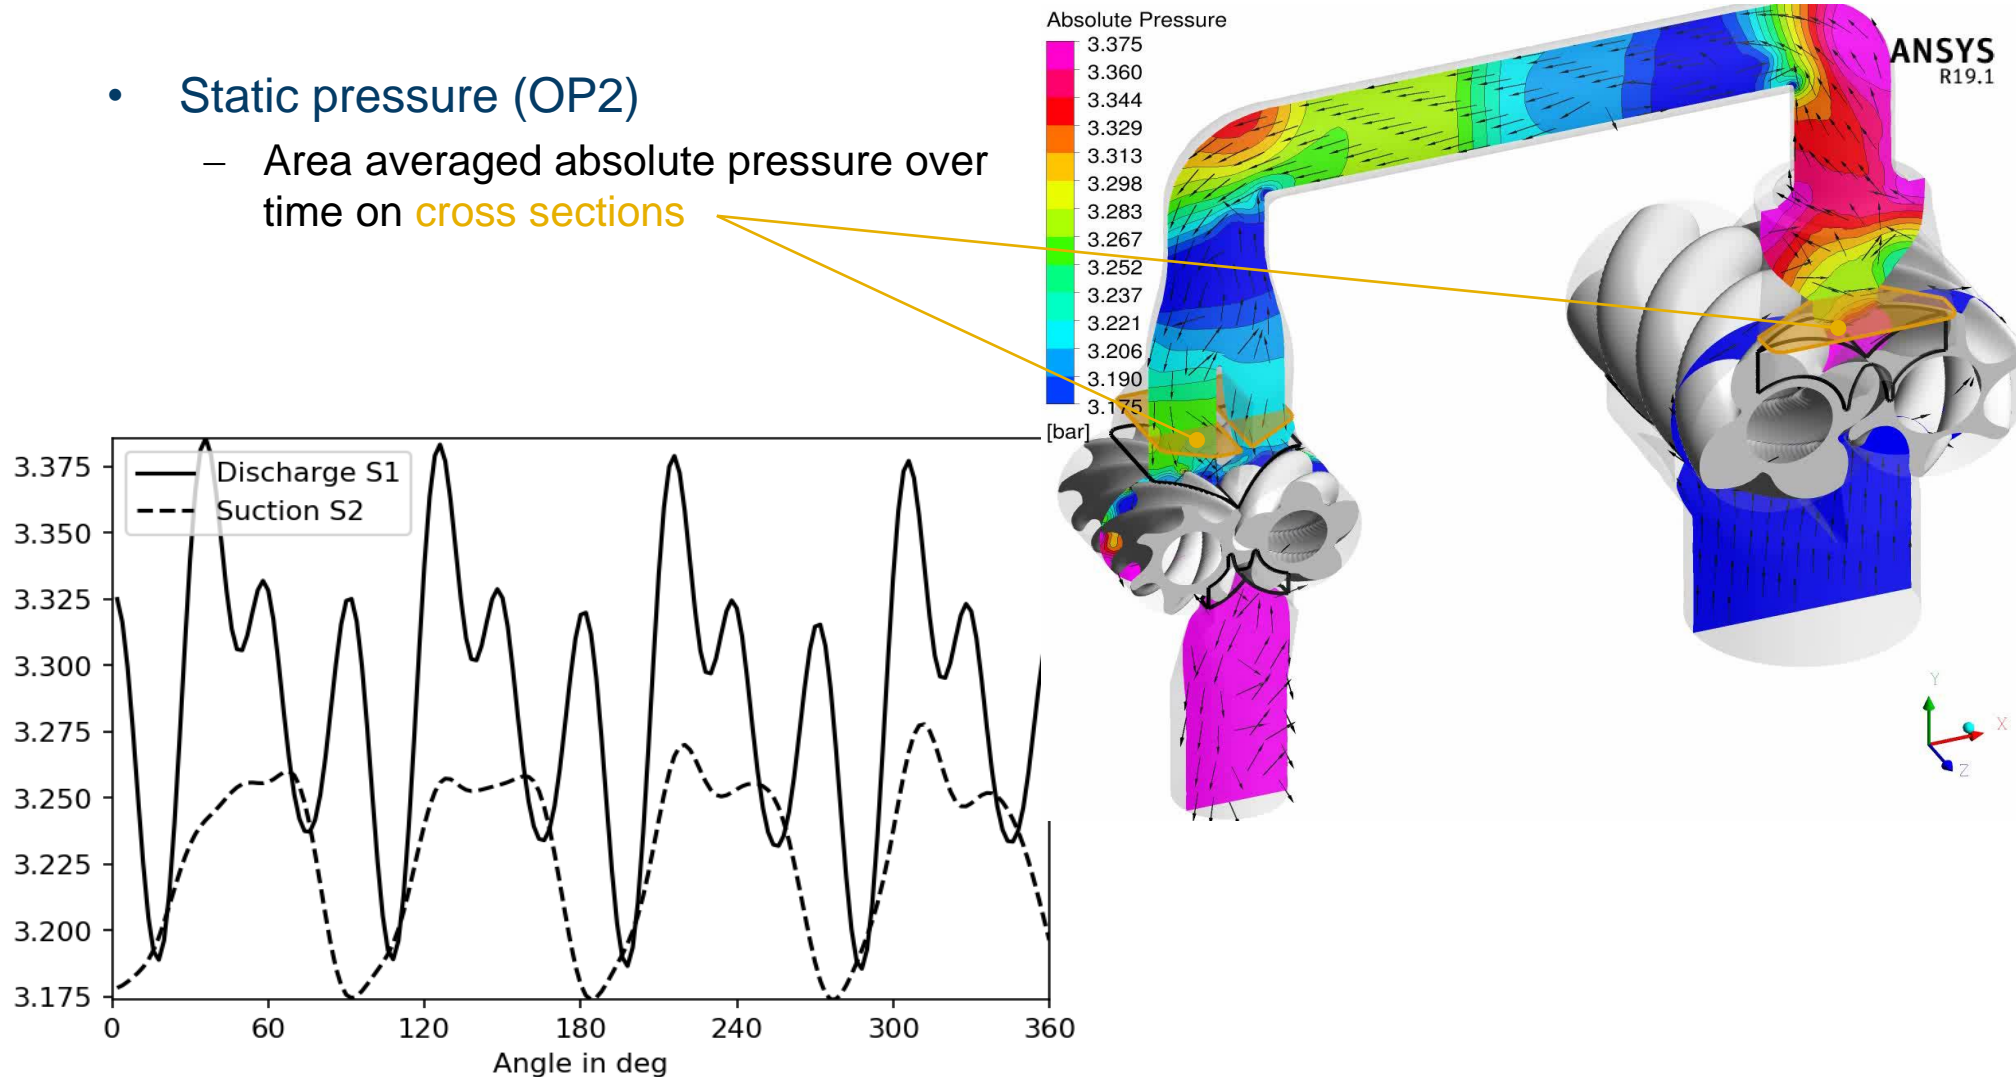 • Static pressure (OP2)
– Area averaged absolute pressure over
time on cross sections
Absolute Pressure
3.375
3.360
3.344
3.329
3.313
3.298
3.283
3.267
3.252
3.237
3.221
3.206
3.190
3.175
[bar]
ANSYS
R19.1
Y
X
Z
Discharge S1
Suction S2
3.375
3.350
3.325
3.300
3.275
3.250
3.225
3.200
3.175
0 60 120 180 240 300 360
Angle in deg